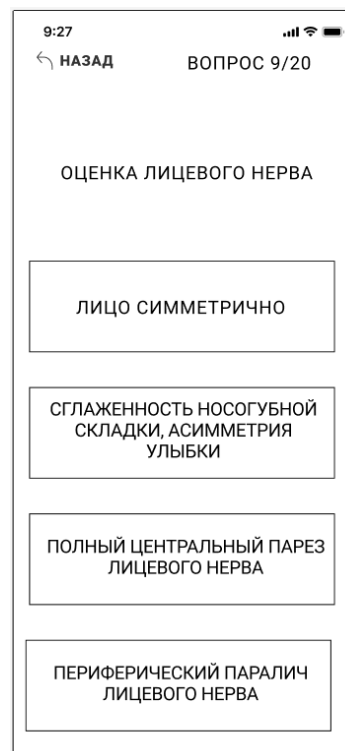 9:27
НАЗАД
ВОПРОС 9/20
ОЦЕНКА ЛИЦЕВОГО НЕРВА
ЛИЦО СИММЕТРИЧНО
СГЛАЖЕННОСТЬ НОСОГУБНОЙ
СКЛАДКИ, АСИММЕТРИЯ
УЛЫБКИ
ПОЛНЫЙ ЦЕНТРАЛЬНЫЙ ПАРЕЗ
ЛИЦЕВОГО НЕРВА
ПЕРИФЕРИЧЕСКИЙ ПАРАЛИЧ
ЛИЦЕВОГО НЕРВА